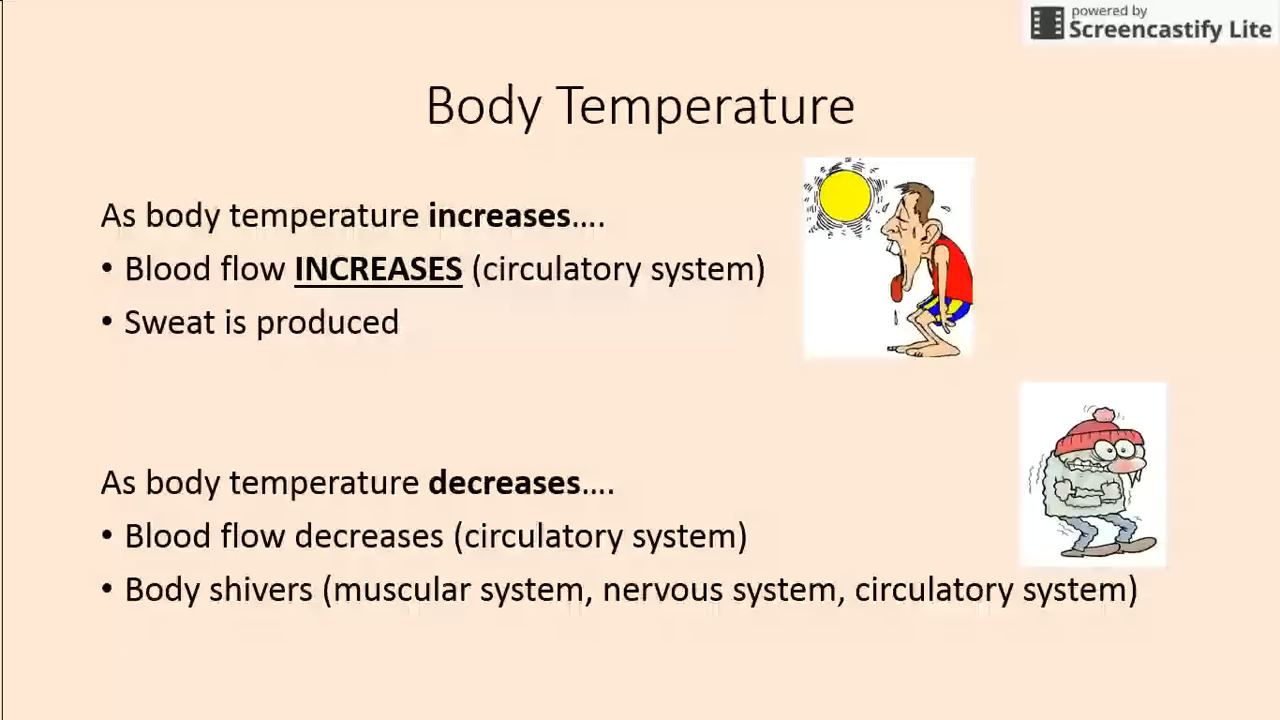 powered by
Screencastify Lite
Body Temperature
As body temperature increases....
• Blood flow INCREASES (circulatory system)
• Sweat is produced
As body temperature decreases....
• Blood flow decreases (circulatory system)
• Body shivers (muscular system, nervous system, circulatory system)